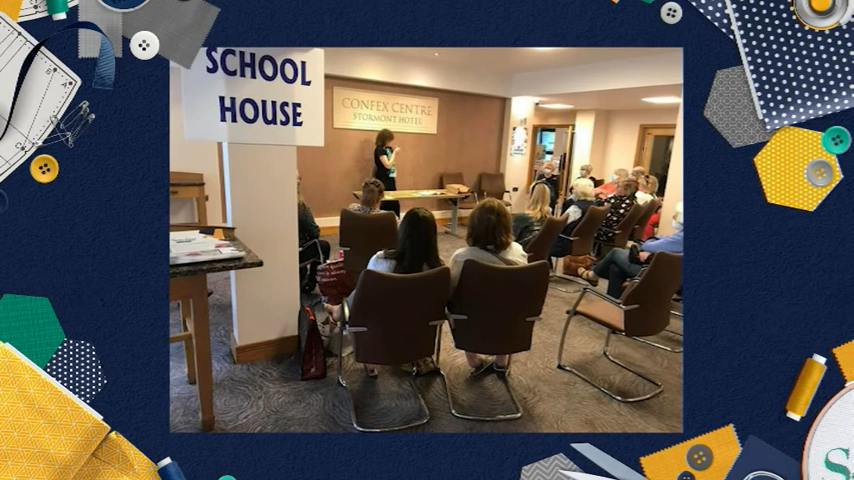 SCHOOL
HOUSE
CONFEX CENTRE
STORMONT HOTEL
S